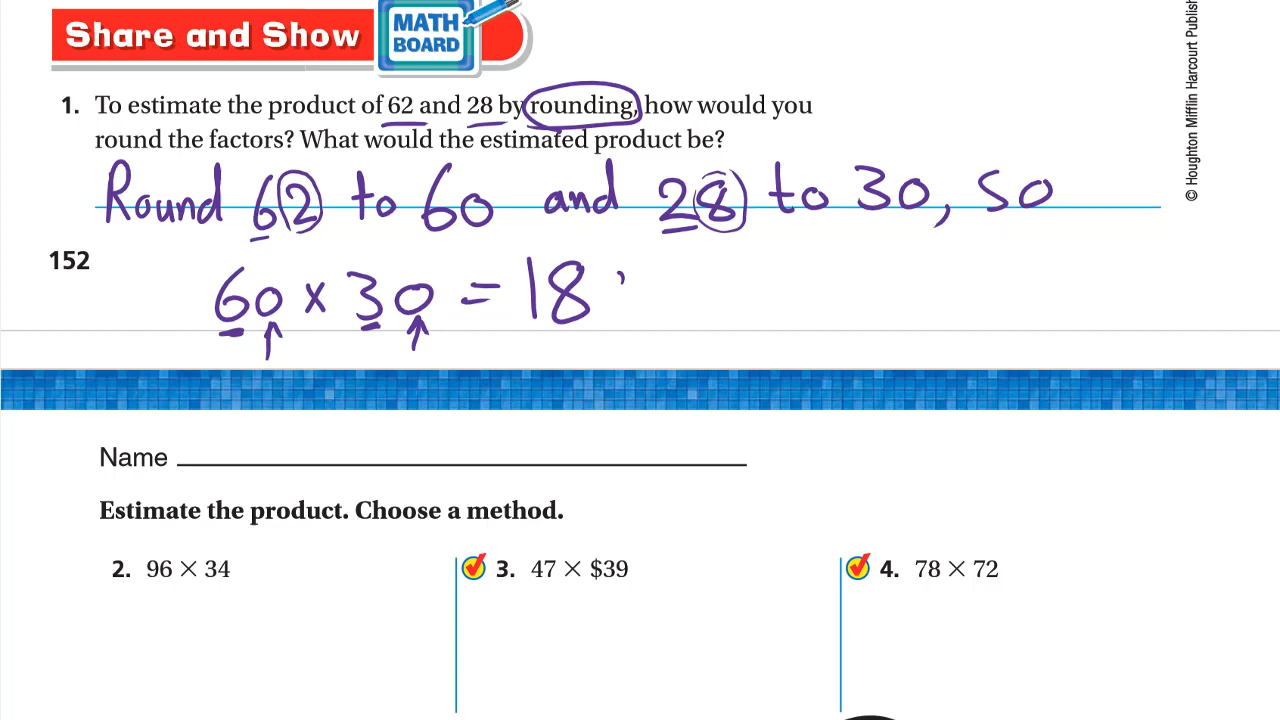 Share and Show
MATH
BOARD
© Houghton Mifflin Harcourt Publish
1. To estimate the product of 62 and 28 by rounding, how would you
round the factors? What would the estimated product be?
Round 62 to 60 and 28 to 30, so
152
60 x 30 = 18
Name
Estimate the product. Choose a method.
2. 96 × 34
3. 47 × $39
4. 78 × 72